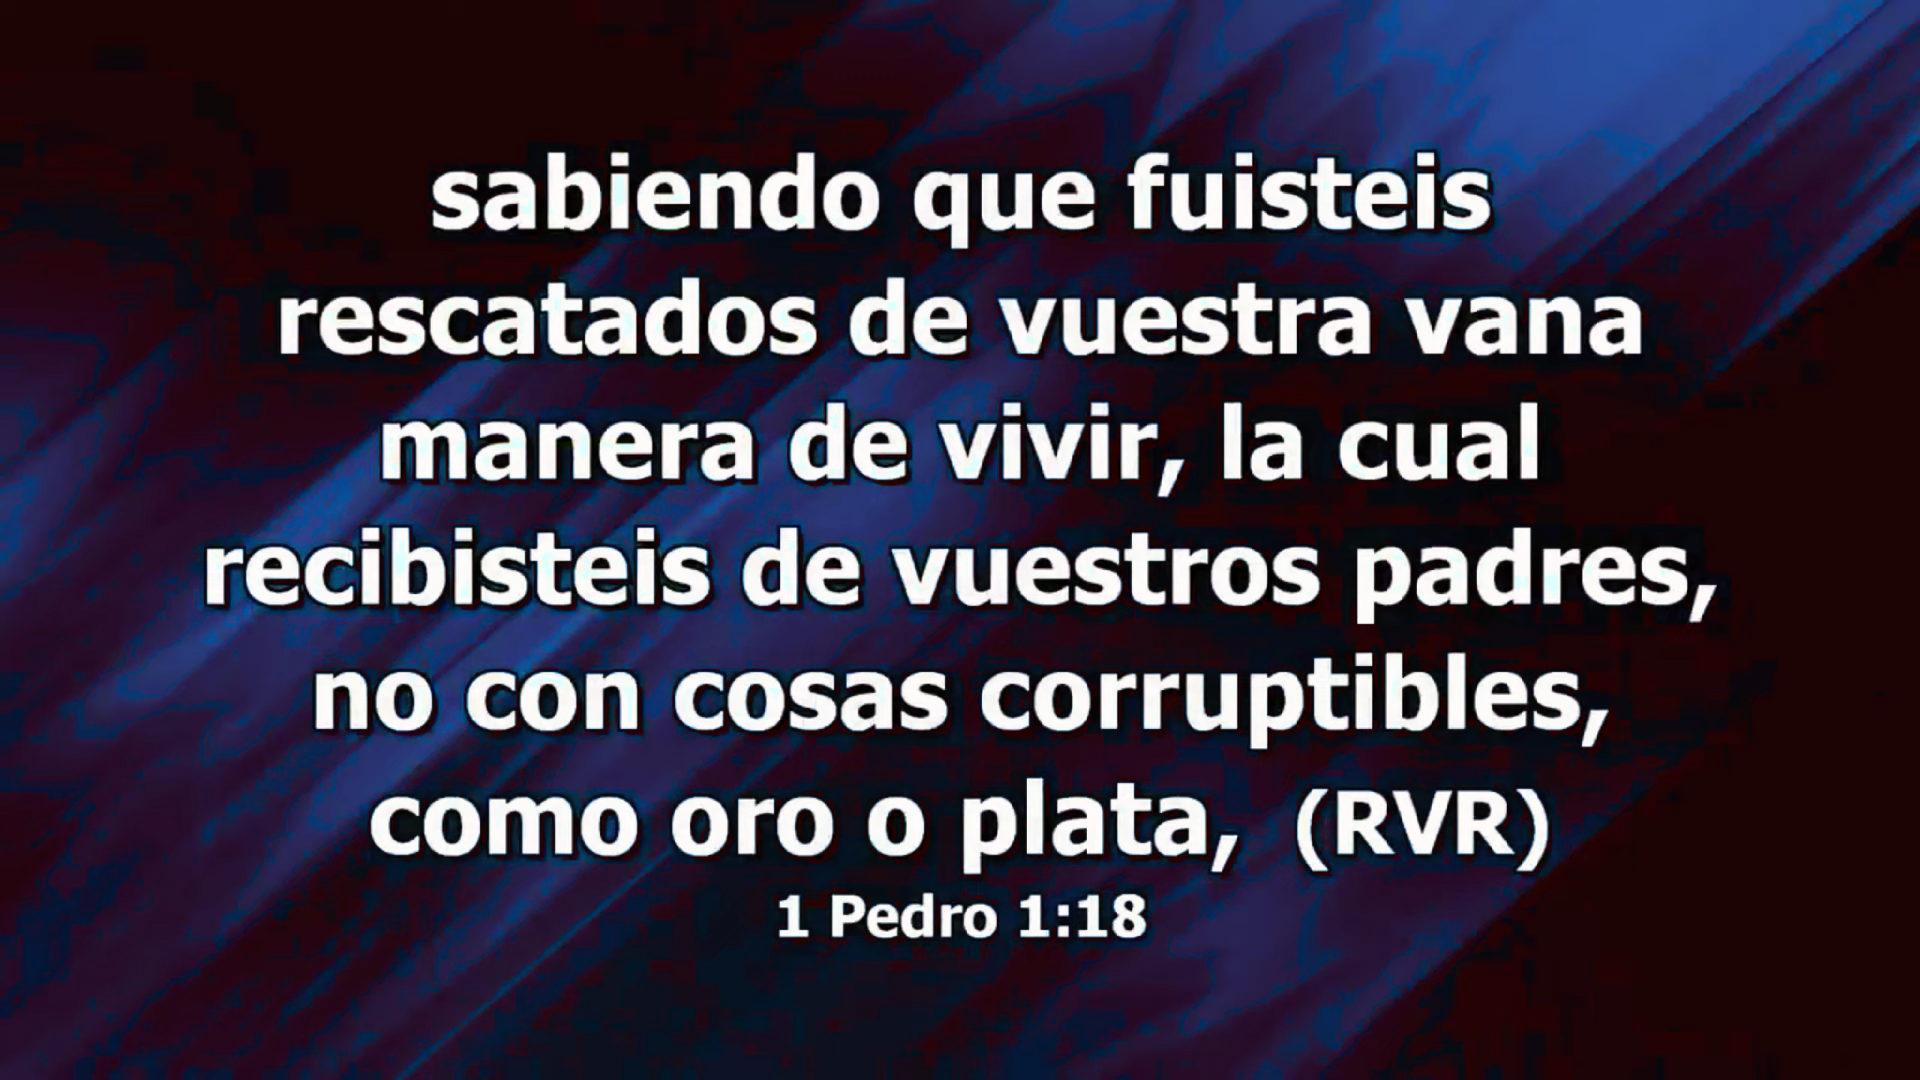 sabiendo que fuisteis
rescatados de vuestra vana
manera de vivir, la cual
recibisteis de vuestros padres,
no con cosas corruptibles,
como oro o plata, (RVR)
1 Pedro 1:18